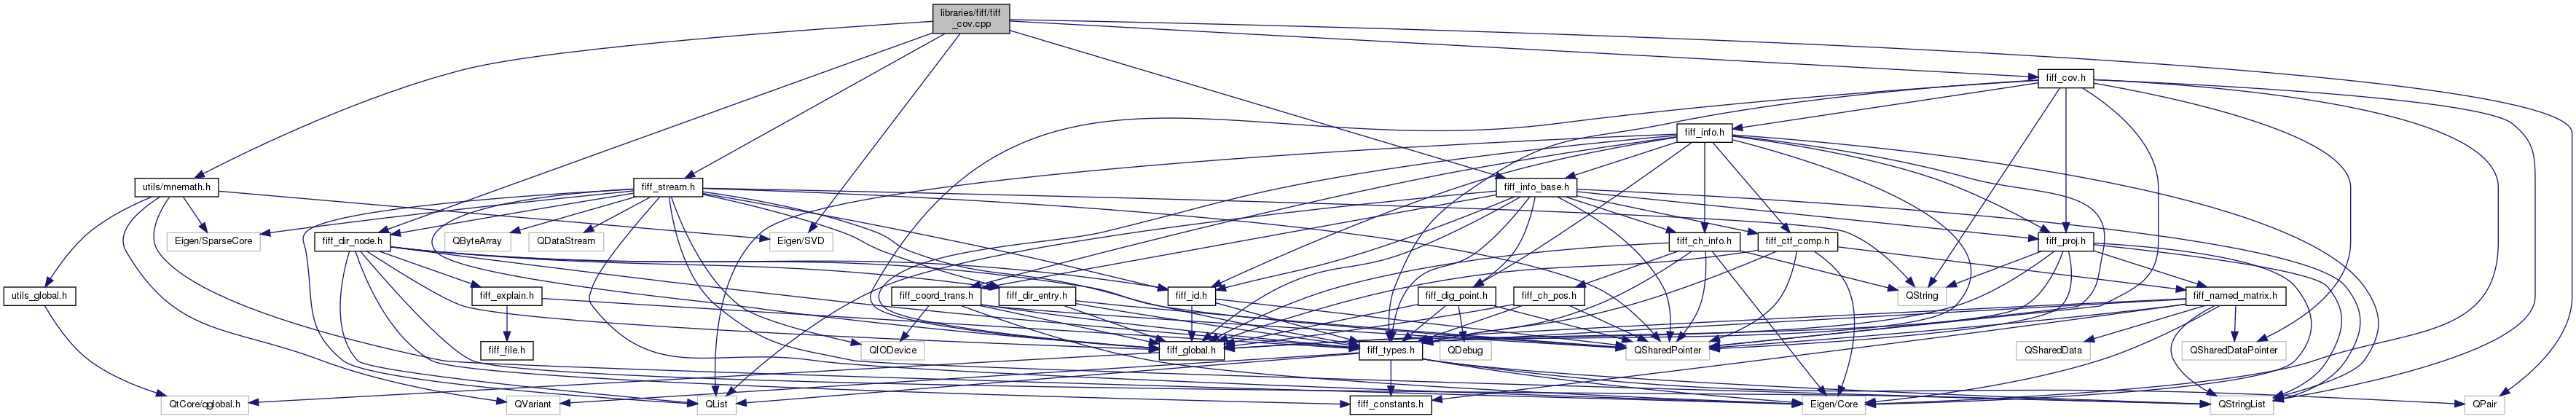 libraries/fiff/fiff
_cov.cpp
fiff_cov.h
fiff_info.h
utils/mnemath.h
fiff_stream.h
fiff_info_base.h
Eigen/SparseCore
fiff_dir_node.h
QByteArray
QDataStream
Eigen/SVD
fiff_ch_info.h
fiff_ctf_comp.h
fiff_proj.h
utils_global.h
fiff_explain.h
fiff_coord_trans.h
fiff_dir_entry.h
fiff_id.h
fiff_dig_point.h
fiff_ch_pos.h
QString
fiff_named_matrix.h
fiff_file.h
QIODevice
fiff_global.h
fiff_types.h
QDebug
QSharedPointer
QSharedData
QSharedDataPointer
QtCore/qglobal.h
QVariant
QList
fiff_constants.h
Eigen/Core
QStringList
QPair